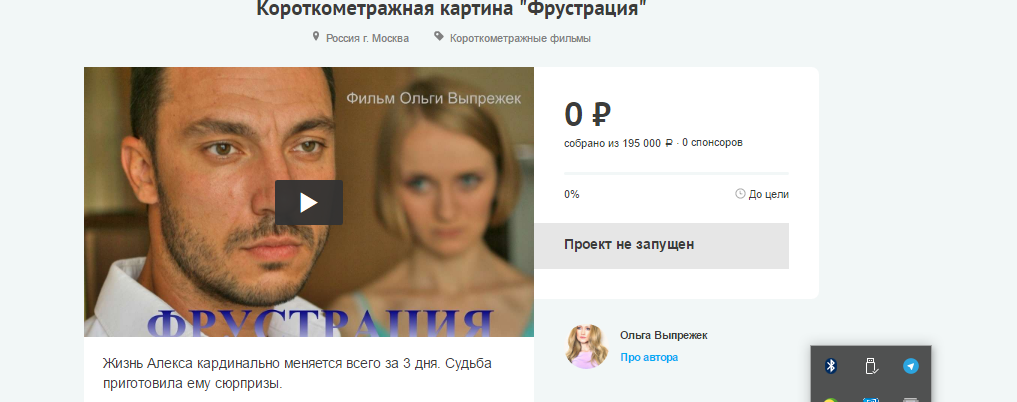 Короткометражная картина "Фрустрация"
Россия г. Москва
Короткометражные фильмы
Фильм Ольги Выпрежек
ФРУСТРАЦИЯ
0 ₽
собрано из 195 000 ₽ · 0 спонсоров
0%
До цели
Проект не запущен
Ольга Выпрежек
Про автора
Жизнь Алекса кардинально меняется всего за 3 дня. Судьба
приготовила ему сюрпризы.